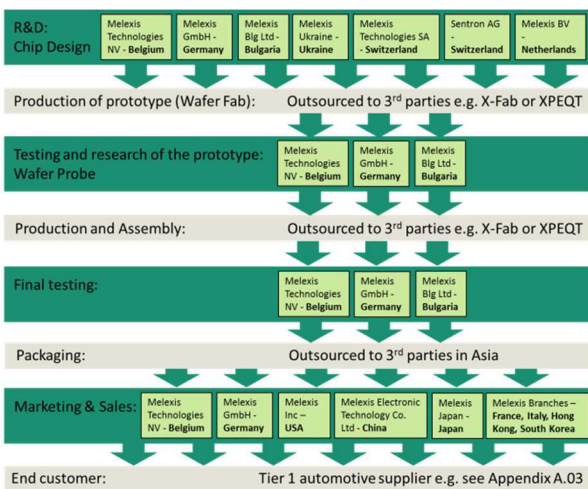 R&D:
Chip Design
Melexis
Technologies
NV - Belgium
Melexis
GmbH -
Germany
Melexis
Blg Ltd -
Bulgaria
Melexis
Ukraine -
Ukraine
Melexis
Technologies SA
- Switzerland
Sentron AG
-
Switzerland
Melexis BV
-
Netherlands
Production of prototype (Wafer Fab):
Outsourced to 3rd parties e.g. X-Fab or XPEQT
Testing and research of the prototype:
Wafer Probe
Melexis
Technologies
NV - Belgium
Melexis
GmbH -
Germany
Melexis
Blg Ltd -
Bulgaria
Production and Assembly:
Outsourced to 3rd parties e.g. X-Fab or XPEQT
Final testing:
Melexis
Technologies
NV - Belgium
Melexis
GmbH -
Germany
Melexis
Blg Ltd -
Bulgaria
Packaging:
Outsourced to 3rd parties in Asia
Marketing & Sales:
Melexis
Technologies
NV - Belgium
Melexis
GmbH -
Germany
Melexis
Inc –
USA
Melexis Electronic
Technology Co.
Ltd - China
Melexis
Japan -
Japan
Melexis Branches –
France, Italy, Hong
Kong, South Korea
End customer:
Tier 1 automotive supplier e.g. see Appendix A.03